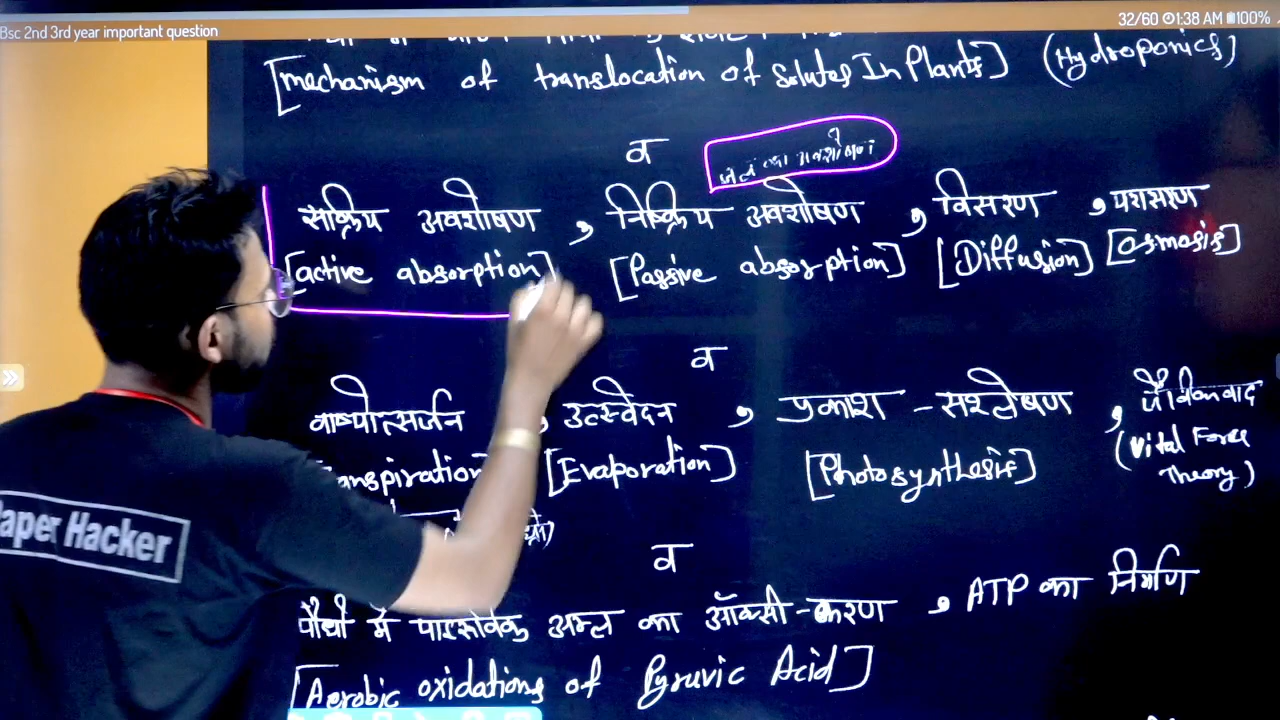 Bsc 2nd 3rd year important question
32/60 1:38 AM 100%
[mechanism of translocation of Solutes In Plants] (Hydroponics)
व जल का अवशोषण
सक्रिय अवशोषण , निष्क्रिय अवशोषण , विसरण , परासरण
[active absorption] [Passive absorption] [Diffusion] [osmosis]
व
वाष्पोत्सर्जन , उत्स्वेदन , प्रकाश - सश्लेषण ,
anspiration [Evaporation] [Photosynthesis] (Vital Force
Theory)
व
पौधों में पाइरुविक अम्ल का ऑक्सी-करण , ATP का निर्माण
[Aerobic oxidations of Pyruvic Acid]
aper Hacker